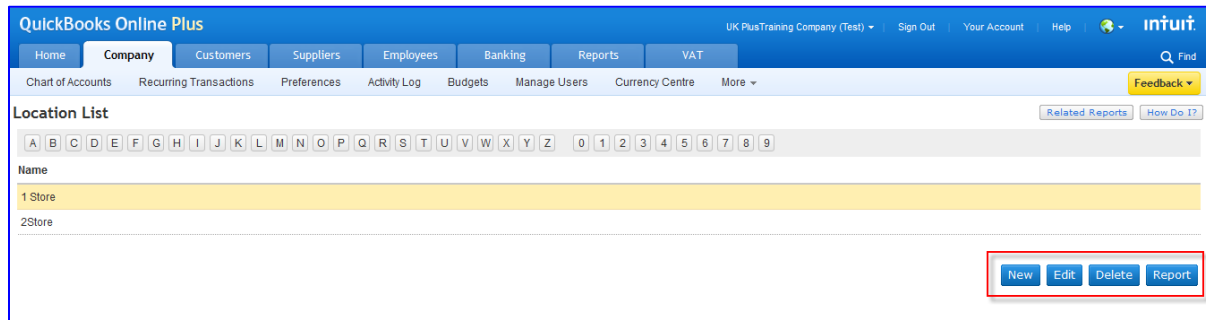 QuickBooks Online Plus UK PlusTraining Company (Test) Sign Out Your Account Help intuit.
Home Company Customers Suppliers Employees Banking Reports VAT Find
Chart of Accounts Recurring Transactions Preferences Activity Log Budgets Manage Users Currency Centre More Feedback
Location List Related Reports How Do I?
A B C D E F G H I J K L M N O P Q R S T U V W X Y Z 0 1 2 3 4 5 6 7 8 9
Name
1 Store
2Store
New Edit Delete Report